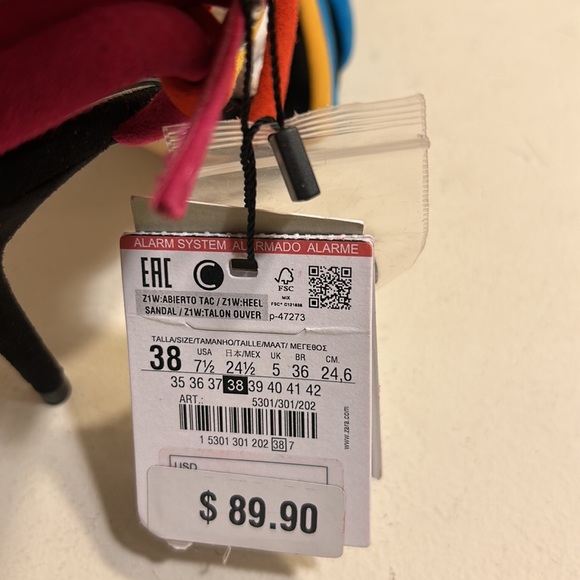 ALARM SYSTEM ALARMADO ALARME
EAC C
FSC
MIX
Z1W:ABIERTO TAC / Z1W:HEEL
SANDAL / Z1W:TALON OUVER
p-47273
TALLA/SIZE/TAMANHO/TAILLE/MAAT/ ΜΕΓΕΘΟΣ
38
USA 日本/MEX UK BR CM
7½ 24½ 5 36 24,6
35 36 37 38 39 40 41 42
ART.: 5301/301/202
1 5301 301 202 38 7
www.zara.com
USD
$ 89.90